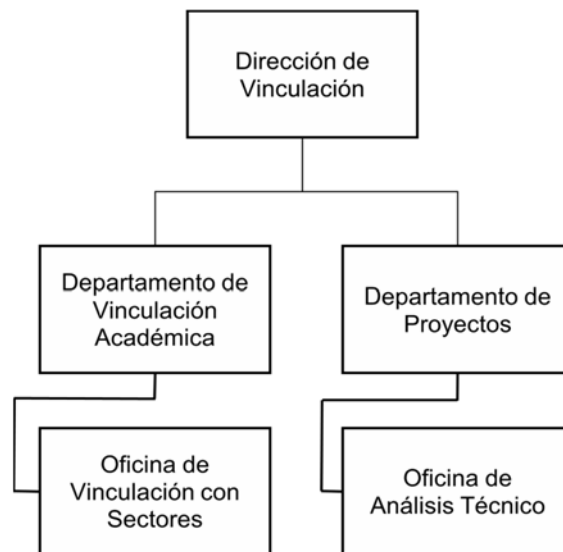 Dirección de
Vinculación
Departamento de
Vinculación
Académica
Departamento de
Proyectos
Oficina de
Vinculación con
Sectores
Oficina de
Análisis Técnico